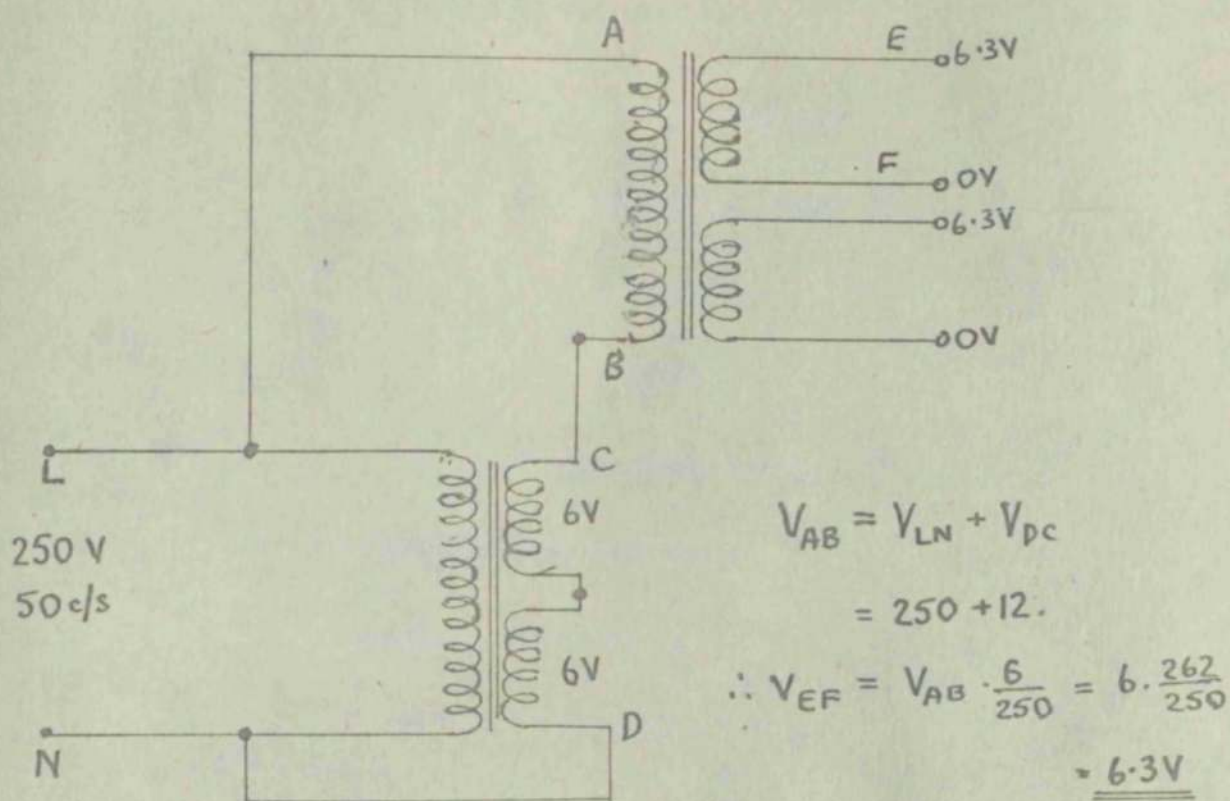 A
E
6.3V
F
0V
6.3V
0V
B
L
C
6V
250 V
50 c/s
6V
N
D
V_AB = V_LN + V_DC
= 250 + 12.
∴ V_EF = V_AB · 6/250 = 6 · 262/250
= 6.3V